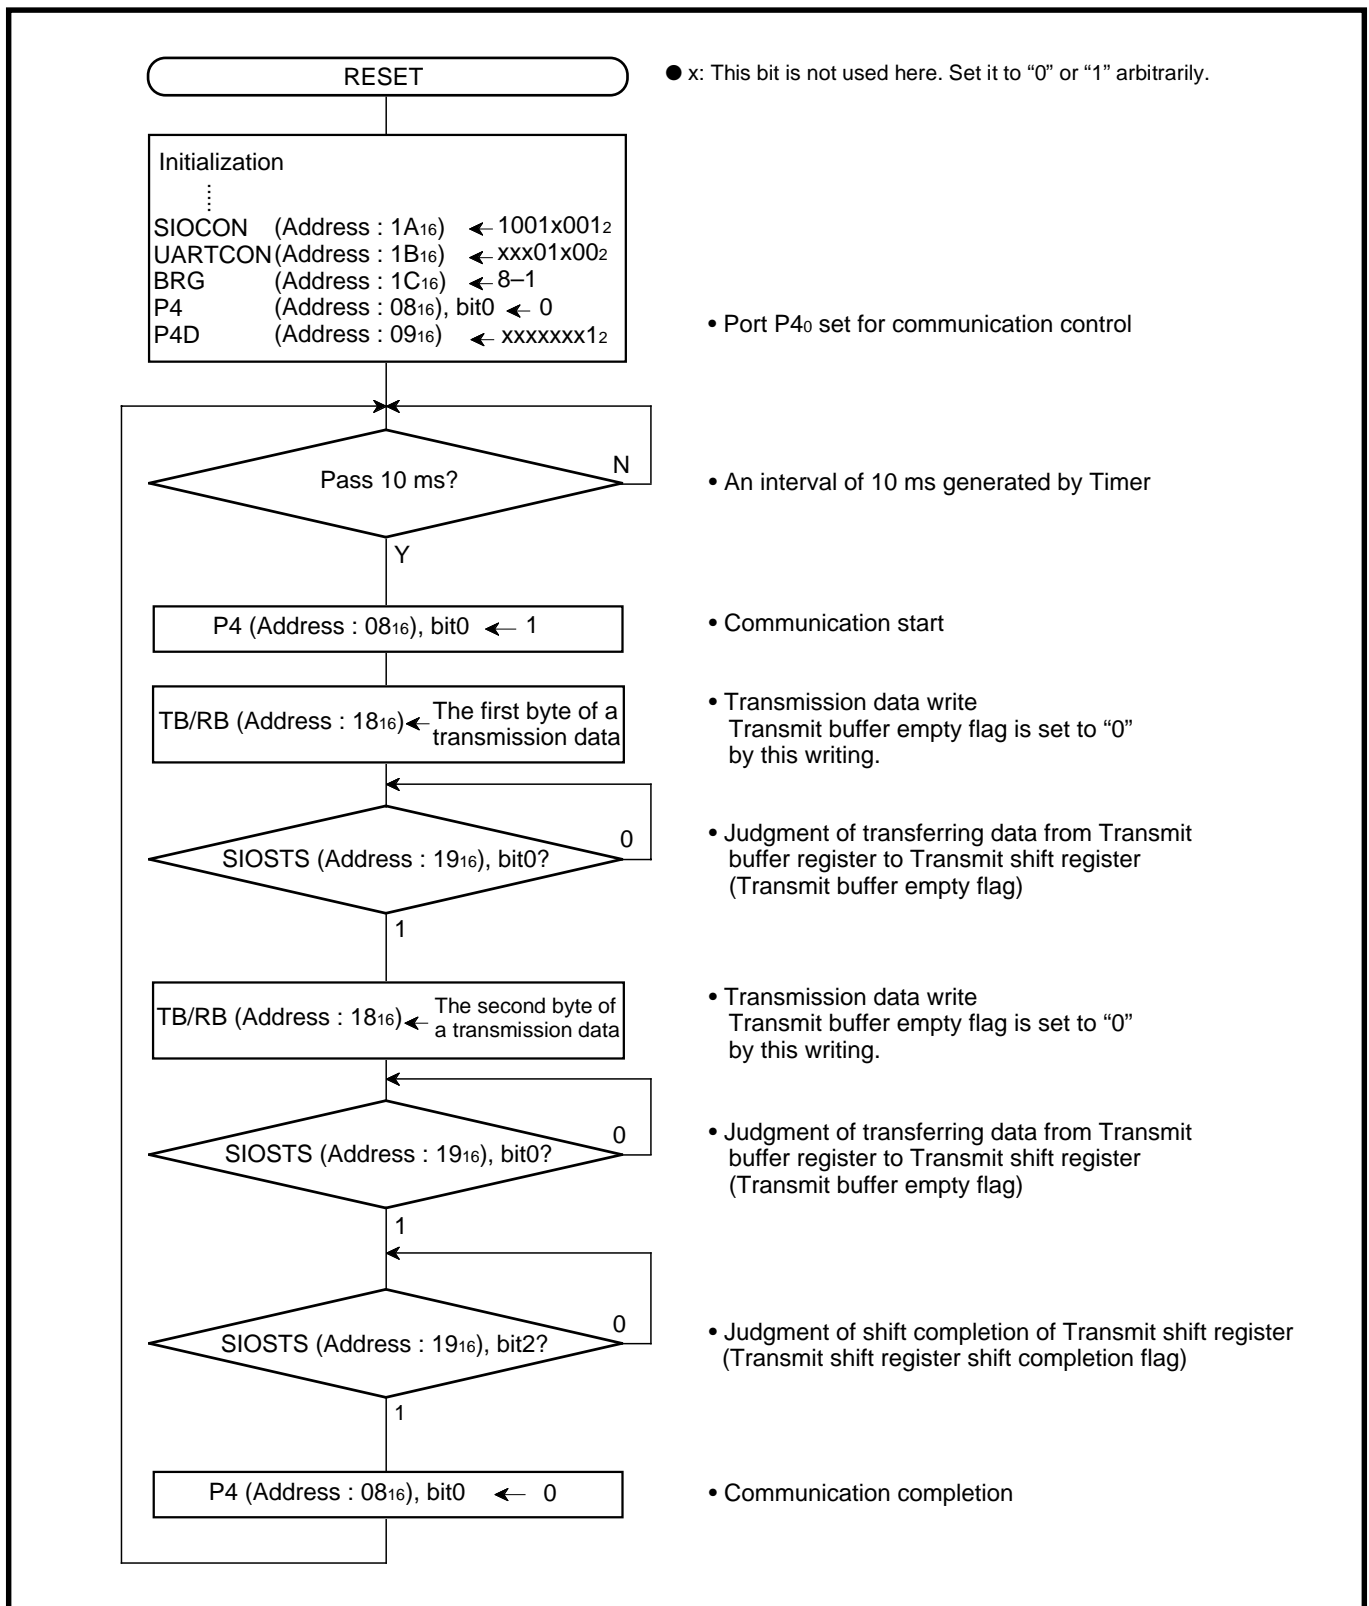 RESET
● x: This bit is not used here. Set it to “0” or “1” arbitrarily.
Initialization
SIOCON (Address : 1A16) ← 1001x0012
UARTCON (Address : 1B16) ← xxx01x002
BRG (Address : 1C16) ← 8–1
P4 (Address : 0816), bit0 ← 0
P4D (Address : 0916) ← xxxxxxx12
• Port P40 set for communication control
Pass 10 ms?
N
• An interval of 10 ms generated by Timer
Y
P4 (Address : 0816), bit0 ← 1
• Communication start
TB/RB (Address : 1816) ← The first byte of a
transmission data
• Transmission data write
Transmit buffer empty flag is set to “0”
by this writing.
SIOSTS (Address : 1916), bit0?
0
• Judgment of transferring data from Transmit
buffer register to Transmit shift register
(Transmit buffer empty flag)
1
TB/RB (Address : 1816) ← The second byte of
a transmission data
• Transmission data write
Transmit buffer empty flag is set to “0”
by this writing.
SIOSTS (Address : 1916), bit0?
0
• Judgment of transferring data from Transmit
buffer register to Transmit shift register
(Transmit buffer empty flag)
1
SIOSTS (Address : 1916), bit2?
0
• Judgment of shift completion of Transmit shift register
(Transmit shift register shift completion flag)
1
P4 (Address : 0816), bit0 ← 0
• Communication completion